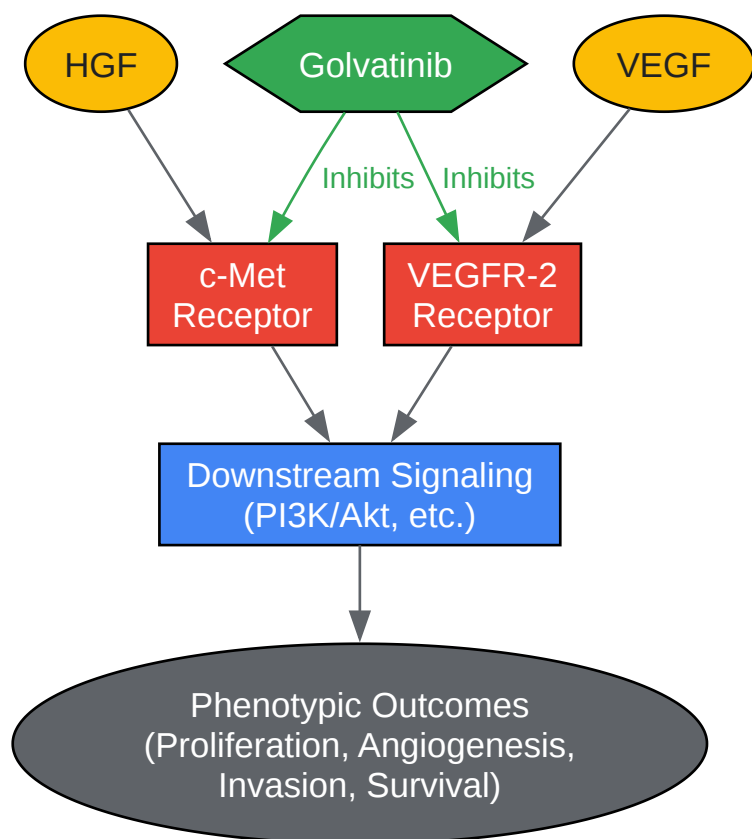 HGF
Golvatinib
VEGF
Inhibits
Inhibits
c-Met
Receptor
VEGFR-2
Receptor
Downstream Signaling
(PI3K/Akt, etc.)
Phenotypic Outcomes
(Proliferation, Angiogenesis,
Invasion, Survival)